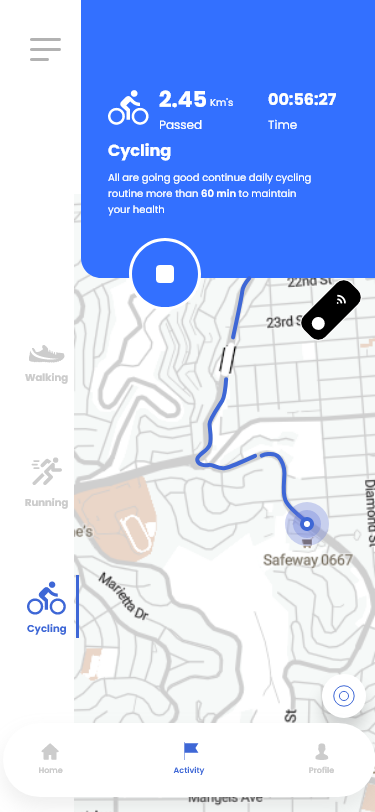 2.45 Km's
00:56:27
Passed
Time
Cycling
All are going good continue daily cycling
routine more than 60 min to maintain
your health
22nd St
23rd S
Walking
Running
Diamond S
e's
Safeway 0667
Marietta Dr
Cycling
St
Home
Activity
Profile
Mangels Ave